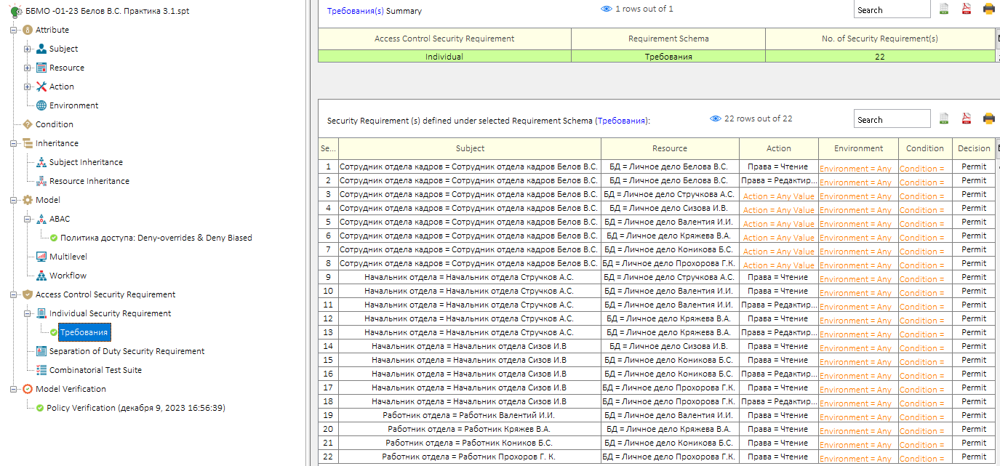 ББМО -01-23 Белов В.С. Практика 3.1.spt
Attribute
Subject
Resource
Action
Environment
Condition
Inheritance
Subject Inheritance
Resource Inheritance
Model
ABAC
Политика доступа: Deny-overrides & Deny Biased
Multilevel
Workflow
Access Control Security Requirement
Individual Security Requirement
Требования
Separation of Duty Security Requirement
Combinatorial Test Suite
Model Verification
Policy Verification (декабря 9, 2023 16:56:39)
Требования(s) Summary 1 rows out of 1 Search
Access Control Security Requirement Requirement Schema No. of Security Requirement(s)
Individual Требования 22
Security Requirement (s) defined under selected Requirement Schema (Требования): 22 rows out of 22 Search
Se... Subject Resource Action Environment Condition Decision
1 Сотрудник отдела кадров = Сотрудник отдела кадров Белов В.С. БД = Личное дело Белова В.С. Права = Чтение Environment = Any Condition = Permit
2 Сотрудник отдела кадров = Сотрудник отдела кадров Белов В.С. БД = Личное дело Белова В.С. Права = Редактир... Environment = Any Condition = Permit
3 Сотрудник отдела кадров = Сотрудник отдела кадров Белов В.С. БД = Личное дело Стручкова А.С. Action = Any Value Environment = Any Condition = Permit
4 Сотрудник отдела кадров = Сотрудник отдела кадров Белов В.С. БД = Личное дело Сизова И.В. Action = Any Value Environment = Any Condition = Permit
5 Сотрудник отдела кадров = Сотрудник отдела кадров Белов В.С. БД = Личное дело Валентия И.И. Action = Any Value Environment = Any Condition = Permit
6 Сотрудник отдела кадров = Сотрудник отдела кадров Белов В.С. БД = Личное дело Кряжева В.А. Action = Any Value Environment = Any Condition = Permit
7 Сотрудник отдела кадров = Сотрудник отдела кадров Белов В.С. БД = Личное дело Коникова Б.С. Action = Any Value Environment = Any Condition = Permit
8 Сотрудник отдела кадров = Сотрудник отдела кадров Белов В.С. БД = Личное дело Прохорова Г.К. Action = Any Value Environment = Any Condition = Permit
9 Начальник отдела = Начальник отдела Стручков А.С. БД = Личное дело Стручкова А.С. Права = Чтение Environment = Any Condition = Permit
10 Начальник отдела = Начальник отдела Стручков А.С. БД = Личное дело Валентия И.И. Права = Чтение Environment = Any Condition = Permit
11 Начальник отдела = Начальник отдела Стручков А.С. БД = Личное дело Валентия И.И. Права = Редактир... Environment = Any Condition = Permit
12 Начальник отдела = Начальник отдела Стручков А.С. БД = Личное дело Кряжева В.А. Права = Чтение Environment = Any Condition = Permit
13 Начальник отдела = Начальник отдела Стручков А.С. БД = Личное дело Кряжева В.А. Права = Редактир... Environment = Any Condition = Permit
14 Начальник отдела = Начальник отдела Сизов И.В БД = Личное дело Сизова И.В. Права = Чтение Environment = Any Condition = Permit
15 Начальник отдела = Начальник отдела Сизов И.В БД = Личное дело Коникова Б.С. Права = Чтение Environment = Any Condition = Permit
16 Начальник отдела = Начальник отдела Сизов И.В БД = Личное дело Коникова Б.С. Права = Редактир... Environment = Any Condition = Permit
17 Начальник отдела = Начальник отдела Сизов И.В БД = Личное дело Прохорова Г.К. Права = Чтение Environment = Any Condition = Permit
18 Начальник отдела = Начальник отдела Сизов И.В БД = Личное дело Прохорова Г.К. Права = Редактир... Environment = Any Condition = Permit
19 Работник отдела = Работник Валентий И.И. БД = Личное дело Валентия И.И. Права = Чтение Environment = Any Condition = Permit
20 Работник отдела = Работник Кряжев В.А. БД = Личное дело Кряжева В.А. Права = Чтение Environment = Any Condition = Permit
21 Работник отдела = Работник Коников Б.С. БД = Личное дело Коникова Б.С. Права = Чтение Environment = Any Condition = Permit
22 Работник отдела = Работник Прохоров Г. К. БД = Личное дело Прохорова Г.К. Права = Чтение Environment = Any Condition = Permit